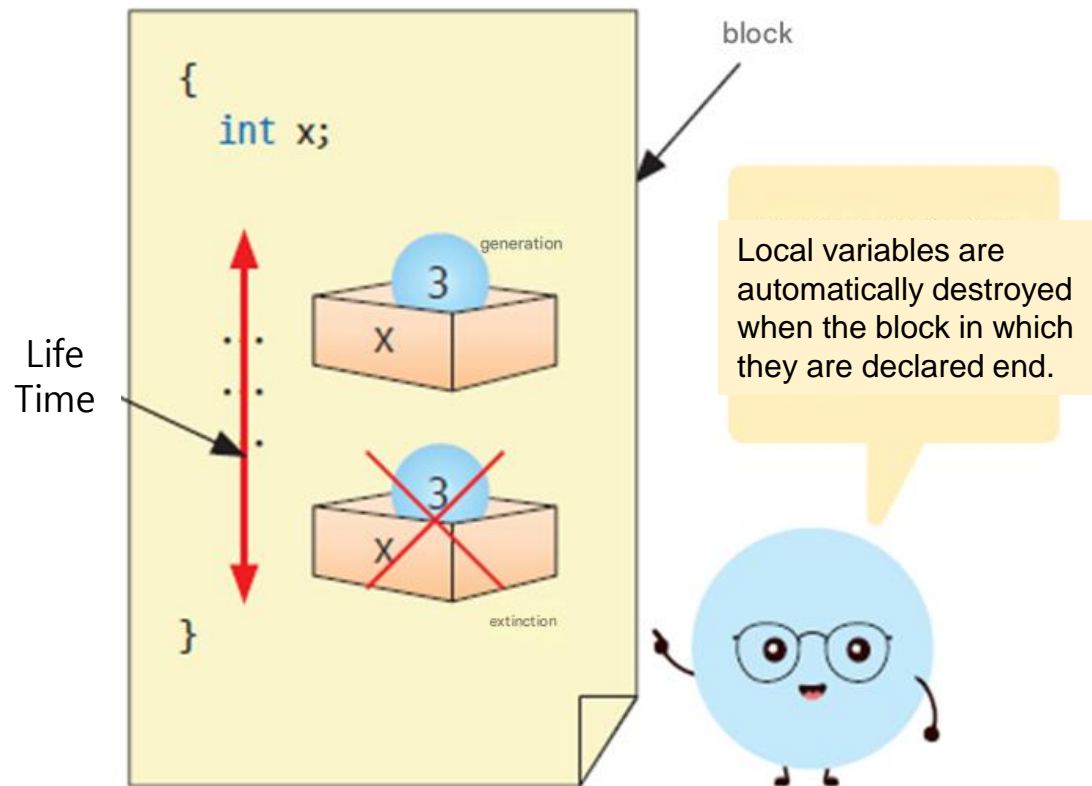 block
{
int x;
generation
3
X
Local variables are
automatically destroyed
when the block in which
they are declared end.
Life
Time
3
X
extinction
}